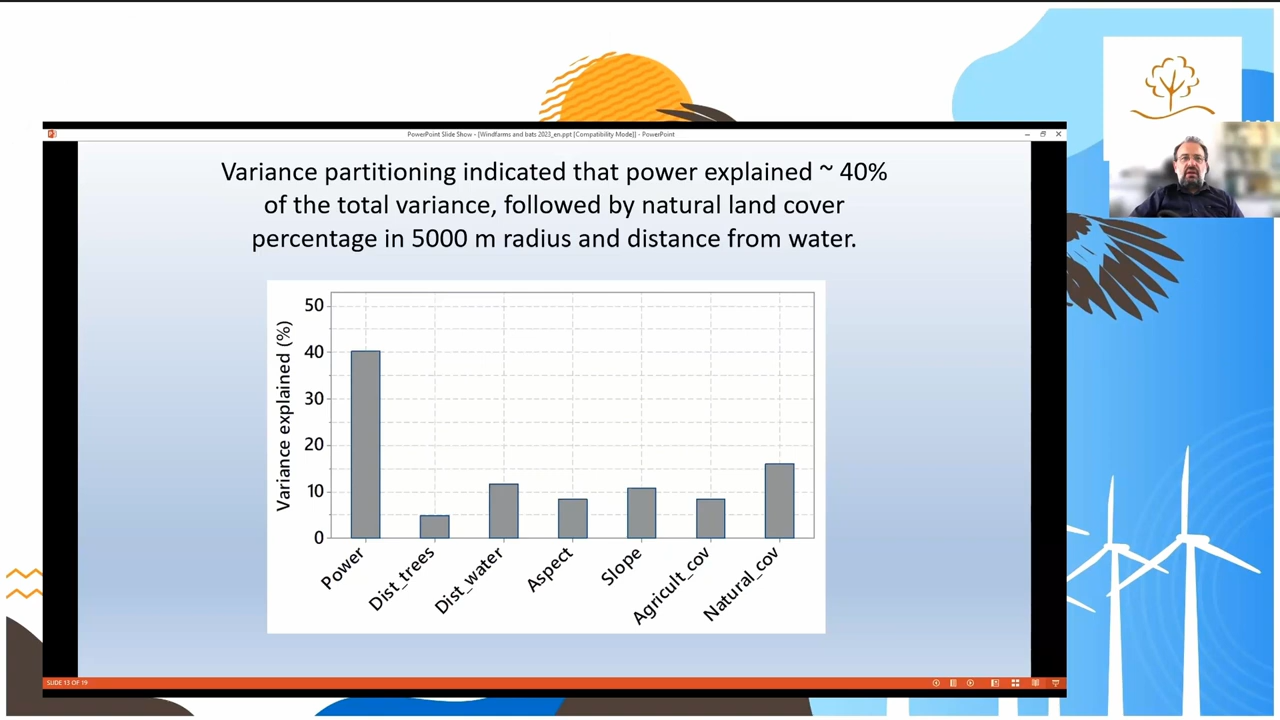 PowerPoint Slide Show - [Windfarms and bats 2023_en.ppt [Compatibility Mode]] - PowerPoint
Variance partitioning indicated that power explained ~ 40%
of the total variance, followed by natural land cover
percentage in 5000 m radius and distance from water.
Variance explained (%)
50
40
30
20
10
0
Power
Dist_trees
Dist_water
Aspect
Slope
Agricult_cov
Natural_cov
SLIDE 13 OF 19